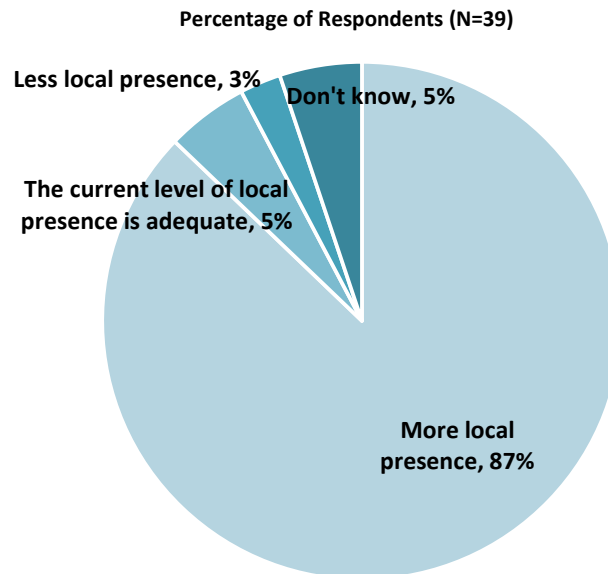 Percentage of Respondents (N=39)
Less local presence, 3%
Don't know, 5%
The current level of local
presence is adequate, 5%
More local
presence, 87%